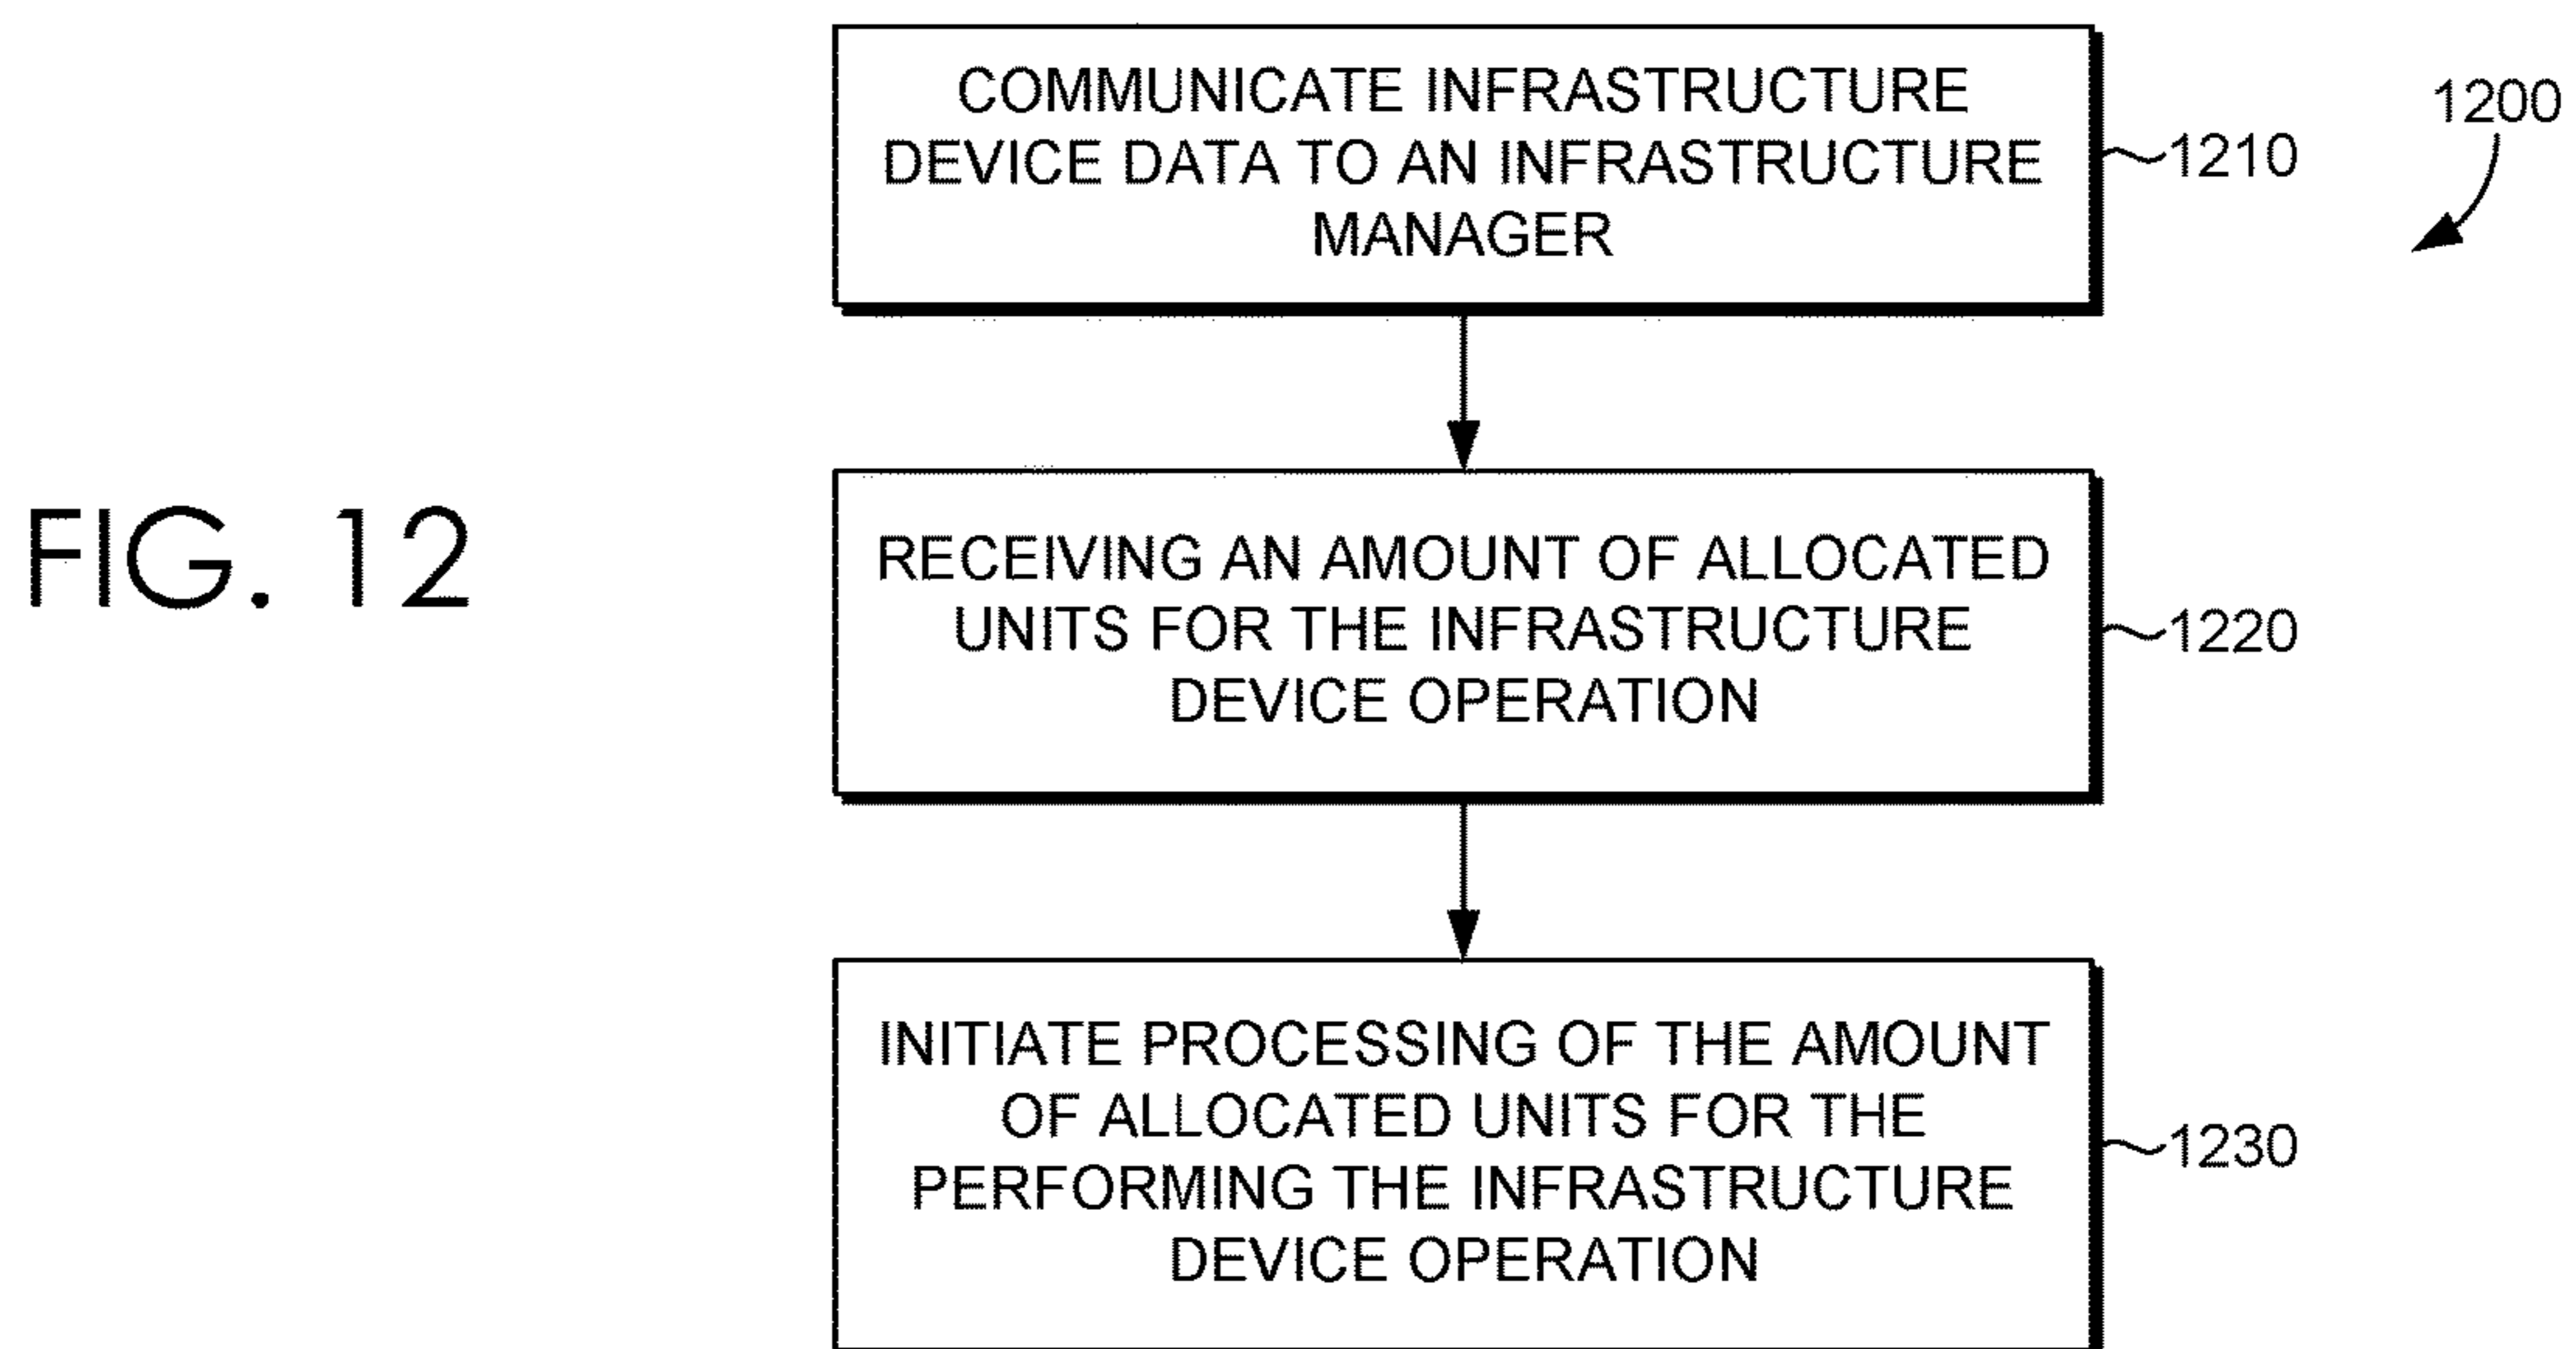 COMMUNICATE INFRASTRUCTURE
DEVICE DATA TO AN INFRASTRUCTURE
MANAGER
1210
1200
RECEIVING AN AMOUNT OF ALLOCATED
UNITS FOR THE INFRASTRUCTURE
DEVICE OPERATION
1220
FIG. 12
INITIATE PROCESSING OF THE AMOUNT
OF ALLOCATED UNITS FOR THE
PERFORMING THE INFRASTRUCTURE
DEVICE OPERATION
1230